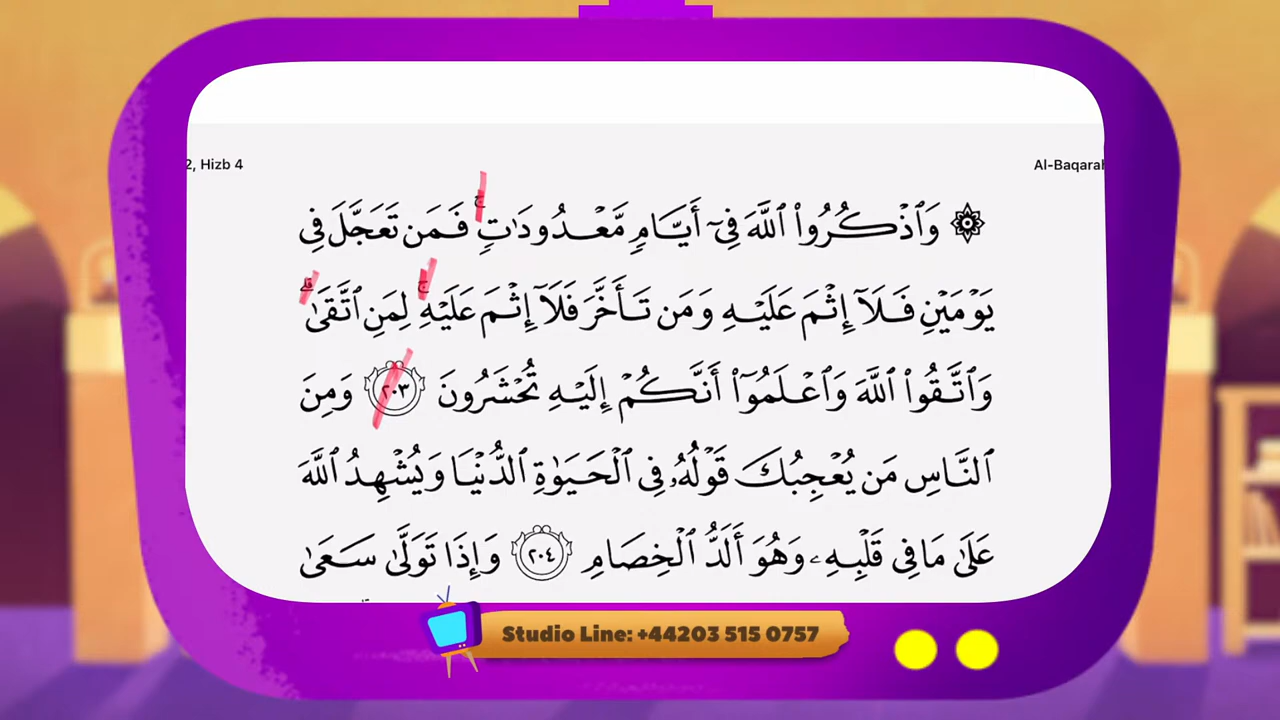 2, Hizb 4
Al-Baqarah
۞ وَٱذْكُرُوا۟ ٱللَّهَ فِىٓ أَيَّامٍ مَّعْدُودَٰتٍ ۚ فَمَن تَعَجَّلَ فِى
يَوْمَيْنِ فَلَآ إِثْمَ عَلَيْهِ وَمَن تَأَخَّرَ فَلَآ إِثْمَ عَلَيْهِ ۚ لِمَنِ ٱتَّقَىٰ ۗ
وَٱتَّقُوا۟ ٱللَّهَ وَٱعْلَمُوٓا۟ أَنَّكُمْ إِلَيْهِ تُحْشَرُونَ ٢٠٣ وَمِنَ
ٱلنَّاسِ مَن يُعْجِبُكَ قَوْلُهُۥ فِى ٱلْحَيَوٰةِ ٱلدُّنْيَا وَيُشْهِدُ ٱللَّهَ
عَلَىٰ مَا فِى قَلْبِهِۦ وَهُوَ أَلَدُّ ٱلْخِصَامِ ٢٠٤ وَإِذَا تَوَلَّىٰ سَعَىٰ
Studio Line: +44203 515 0757